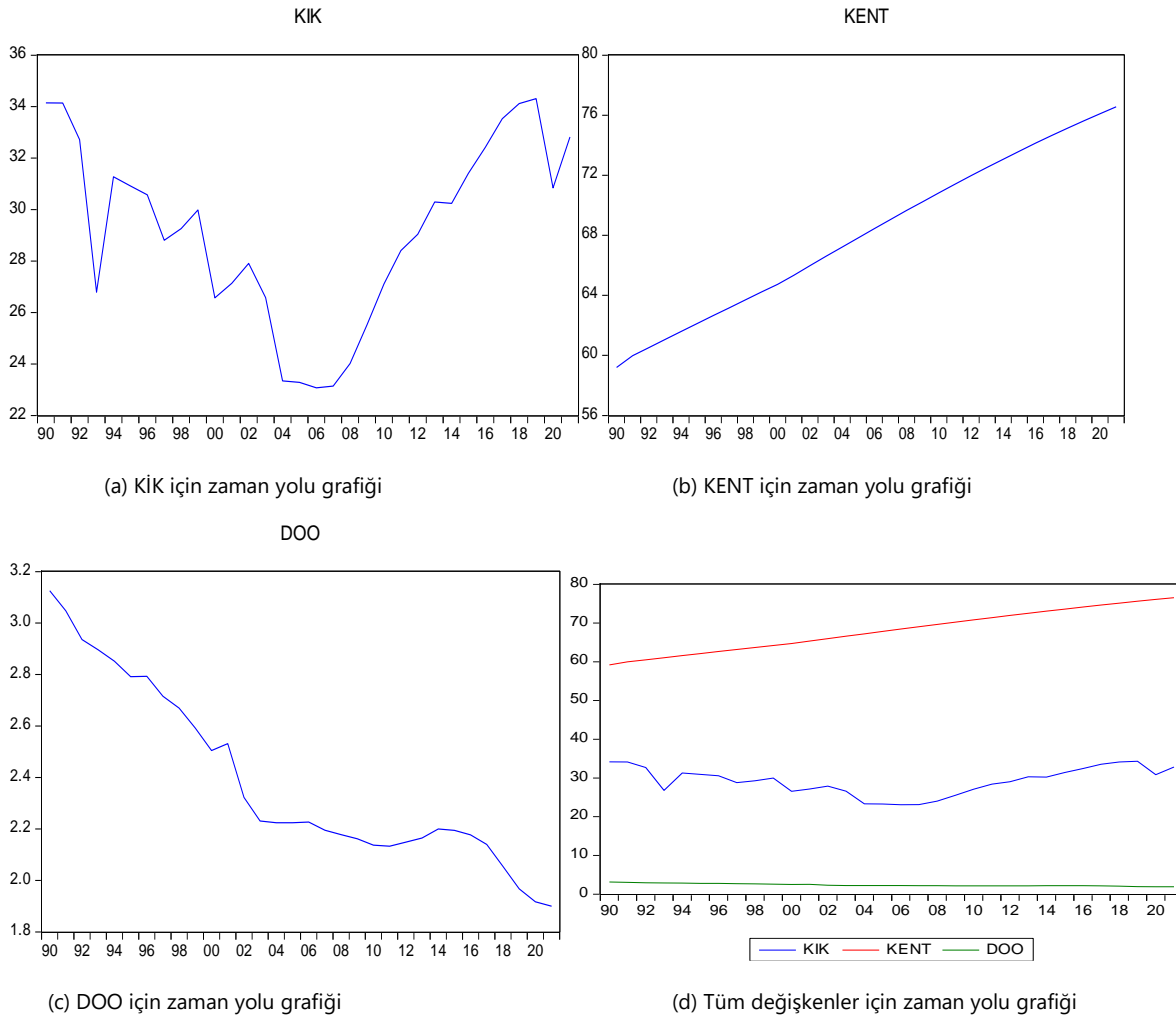 KIK
36
34
32
30
28
26
24
22
90 92 94 96 98 00 02 04 06 08 10 12 14 16 18 20
(a) KİK için zaman yolu grafiği
KENT
80
76
72
68
64
60
56
90 92 94 96 98 00 02 04 06 08 10 12 14 16 18 20
(b) KENT için zaman yolu grafiği
DOO
3.2
3.0
2.8
2.6
2.4
2.2
2.0
1.8
90 92 94 96 98 00 02 04 06 08 10 12 14 16 18 20
(c) DOO için zaman yolu grafiği
80
70
60
50
40
30
20
10
0
90 92 94 96 98 00 02 04 06 08 10 12 14 16 18 20
KIK KENT DOO
(d) Tüm değişkenler için zaman yolu grafiği